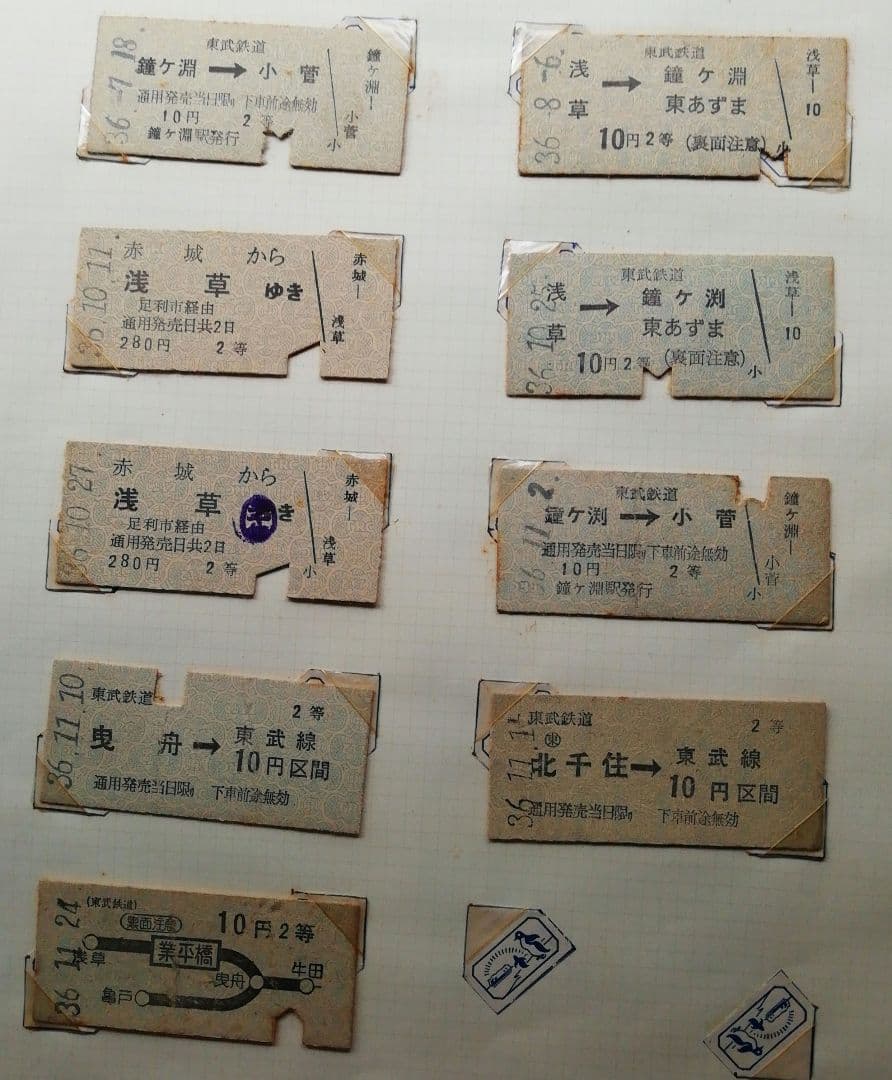 36.-7.18
東武鉄道
鐘ケ淵 → 小菅
通用発売当日限り 下車前途無効
10円 2等
鐘ケ淵駅発行
鐘ケ淵―
小菅
小
36.-8.-6
東武鉄道
浅草 → 鐘ケ淵
東あずま
10円 2等 (裏面注意)
浅草―10
小
36.10.11
赤城から
浅草ゆき
足利市経由
通用発売日共2日
280円 2等
赤城―
浅草
36.10.25
東武鉄道
浅草 → 鐘ケ渕
東あずま
10円 2等 (裏面注意)
浅草―10
小
36.10.27
赤城から
浅草 き
足利市経由
通用発売日共2日
280円 2等
赤城―
浅草
小
36.11.2
東武鉄道
鐘ケ渕 → 小菅
通用発売当日限り 下車前途無効
10円 2等
鐘ケ淵駅発行
鐘ケ淵―
小菅
小
36.11.10
東武鉄道
2等
曳舟 → 東武線
10円区間
通用発売当日限り 下車前途無効
36.11.1
東武鉄道
2等
北千住 → 東武線
10円区間
通用発売当日限り 下車前途無効
36.11.24
(東武鉄道)
裏面注意 10円2等
浅草 業平橋
曳舟 牛田
亀戸